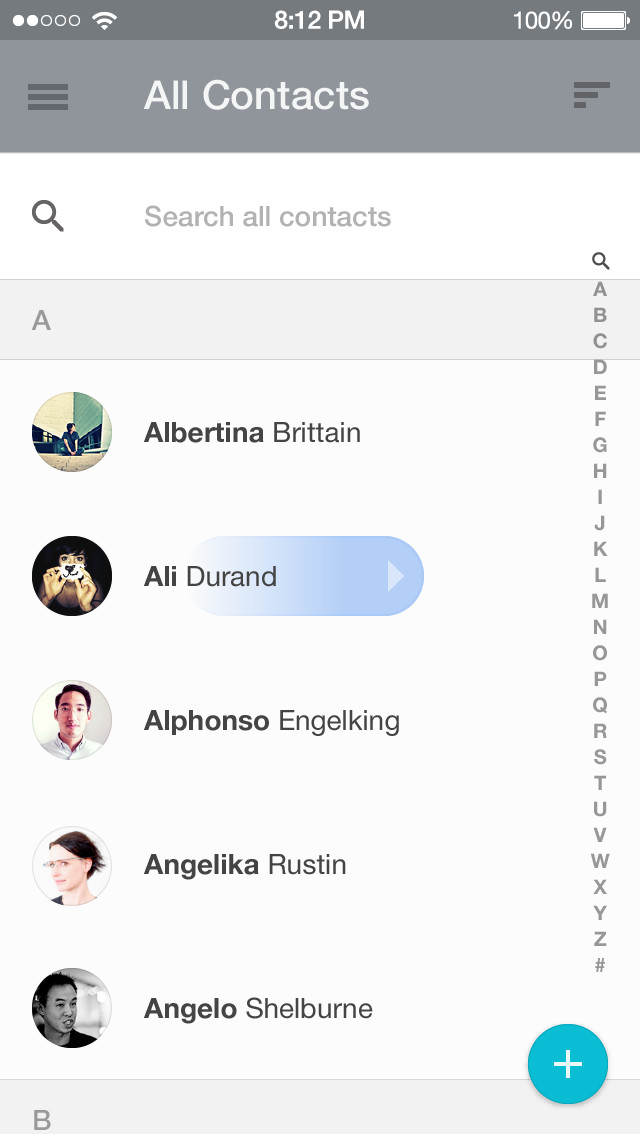 8:12 PM 100%
All Contacts
Search all contacts
A
Albertina Brittain
Ali Durand
Alphonso Engelking
Angelika Rustin
Angelo Shelburne
B
A
B
C
D
E
F
G
H
I
J
K
L
M
N
O
P
Q
R
S
T
U
V
W
X
Y
Z
#